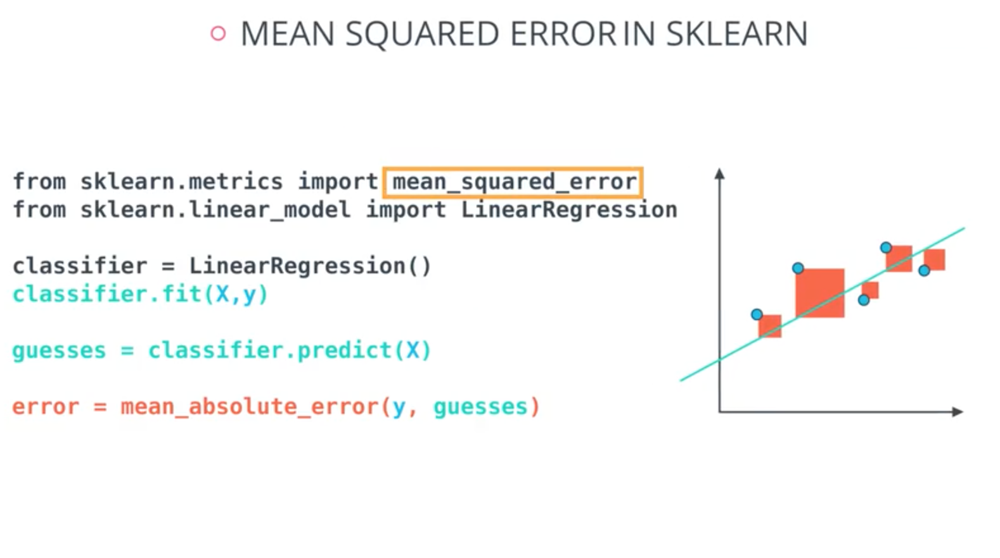 MEAN SQUARED ERROR IN SKLEARN
from sklearn.metrics import mean_squared_error
from sklearn.linear_model import LinearRegression
classifier = LinearRegression()
classifier.fit(X,y)
guesses = classifier.predict(X)
error = mean_absolute_error(y, guesses)